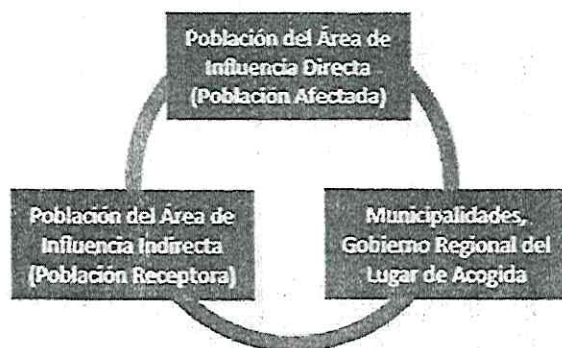 Población del Área de
Influencia Directa
(Población Afectada)
Población del Área de
Influencia Indirecta
(Población Receptora)
Municipalidades,
Gobierno Regional del
Lugar de Acogida